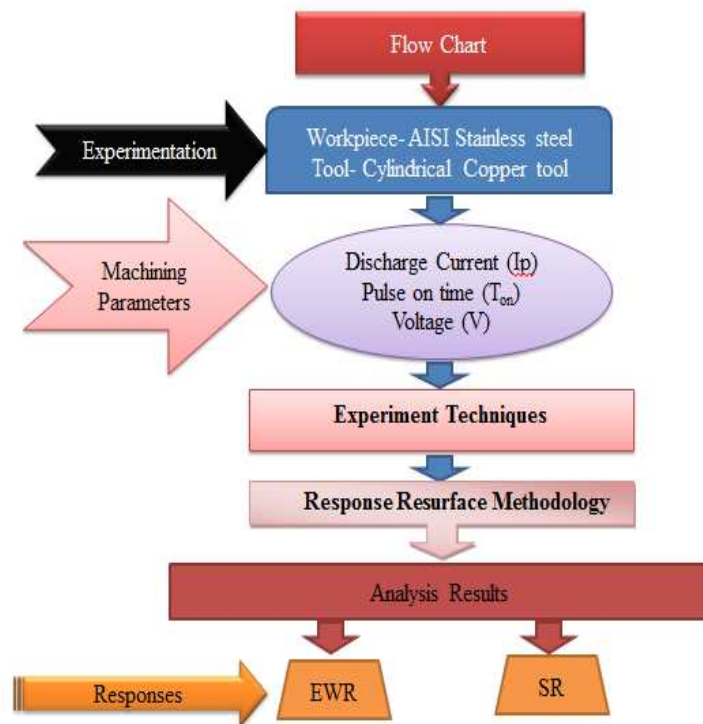 Flow Chart
Experimentation
Workpiece- AISI Stainless steel
Tool- Cylindrical Copper tool
Machining
Parameters
Discharge Current (Ip)
Pulse on time (Ton)
Voltage (V)
Experiment Techniques
Response Resurface Methodology
Analysis Results
Responses
EWR
SR